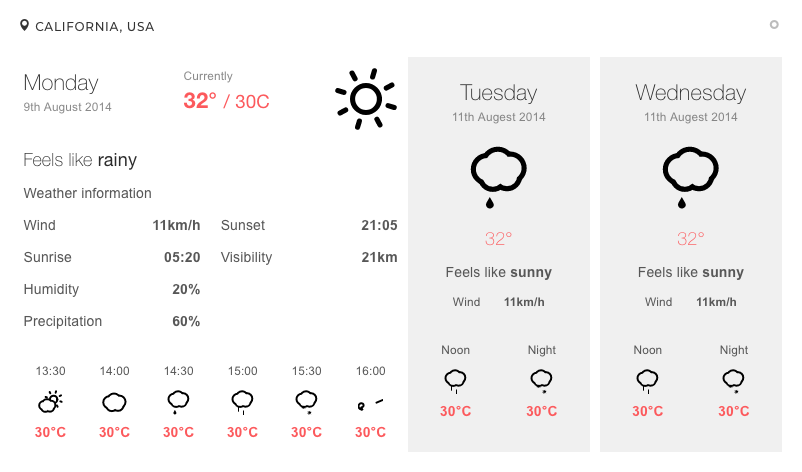 CALIFORNIA, USA
Monday
9th August 2014
Currently
32° / 30C
Feels like rainy
Weather information
Wind 11km/h Sunset 21:05
Sunrise 05:20 Visibility 21km
Humidity 20%
Precipitation 60%
13:30 14:00 14:30 15:00 15:30 16:00
30°C 30°C 30°C 30°C 30°C 30°C
Tuesday
11th Augest 2014
32°
Feels like sunny
Wind 11km/h
Noon Night
30°C 30°C
Wednesday
11th Augest 2014
32°
Feels like sunny
Wind 11km/h
Noon Night
30°C 30°C